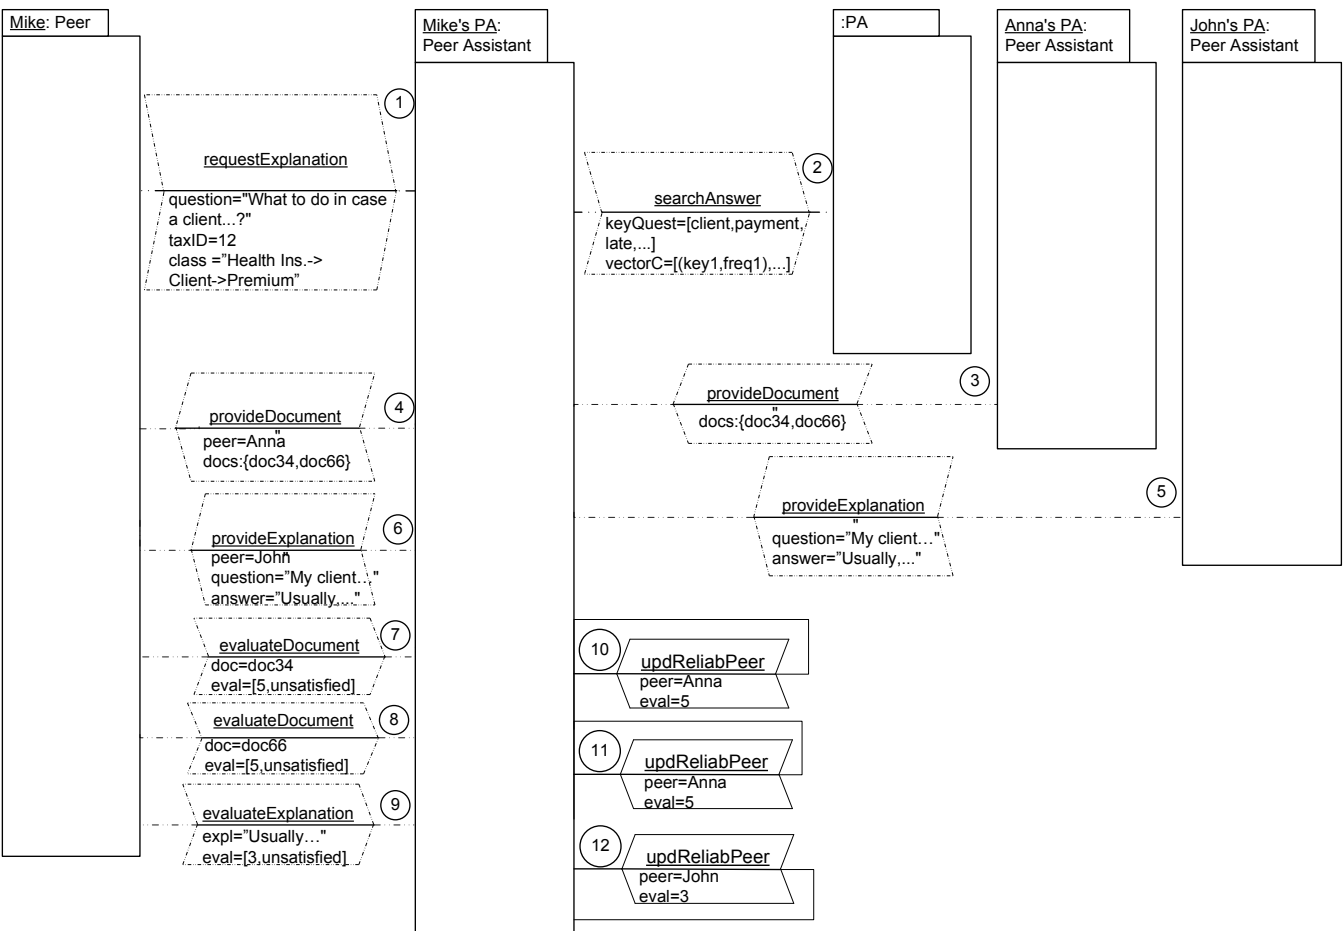 Mike: Peer
Mike's PA:
Peer Assistant
:PA
Anna's PA:
Peer Assistant
John's PA:
Peer Assistant
1
requestExplanation
question="What to do in case
a client...?"
taxID=12
class =”Health Ins.->
Client->Premium”
2
searchAnswer
keyQuest=[client,payment,
late,...]
vectorC=[(key1,freq1),...]
3
provideDocument
"
docs:{doc34,doc66}
4
provideDocument
"
peer=Anna
docs:{doc34,doc66}
5
provideExplanation
"
question=”My client…"
answer=”Usually,..."
6
provideExplanation
"
peer=John
question=”My client…"
answer=”Usually,..."
7
evaluateDocument
doc=doc34
eval=[5,unsatisfied]
8
evaluateDocument
doc=doc66
eval=[5,unsatisfied]
9
evaluateExplanation
expl=”Usually…"
eval=[3,unsatisfied]
10
updReliabPeer
peer=Anna
eval=5
11
updReliabPeer
peer=Anna
eval=5
12
updReliabPeer
peer=John
eval=3